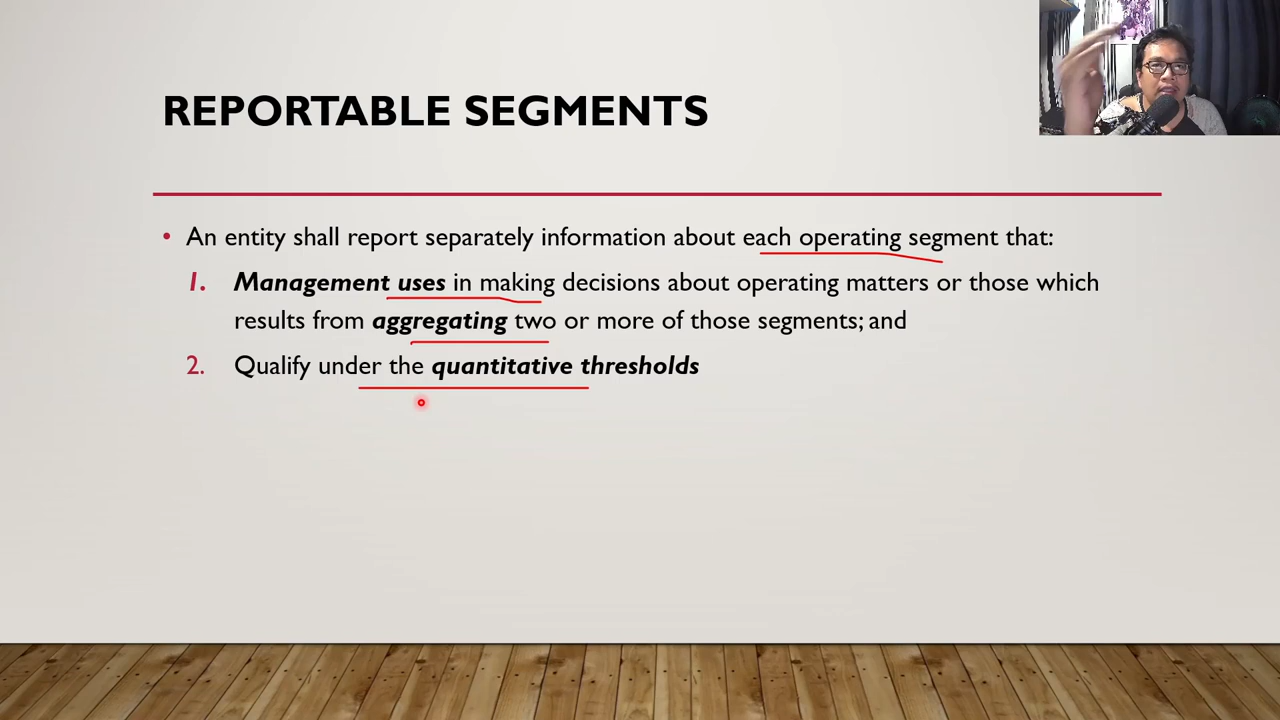 REPORTABLE SEGMENTS
• An entity shall report separately information about each operating segment that:
1. Management uses in making decisions about operating matters or those which
results from aggregating two or more of those segments; and
2. Qualify under the quantitative thresholds